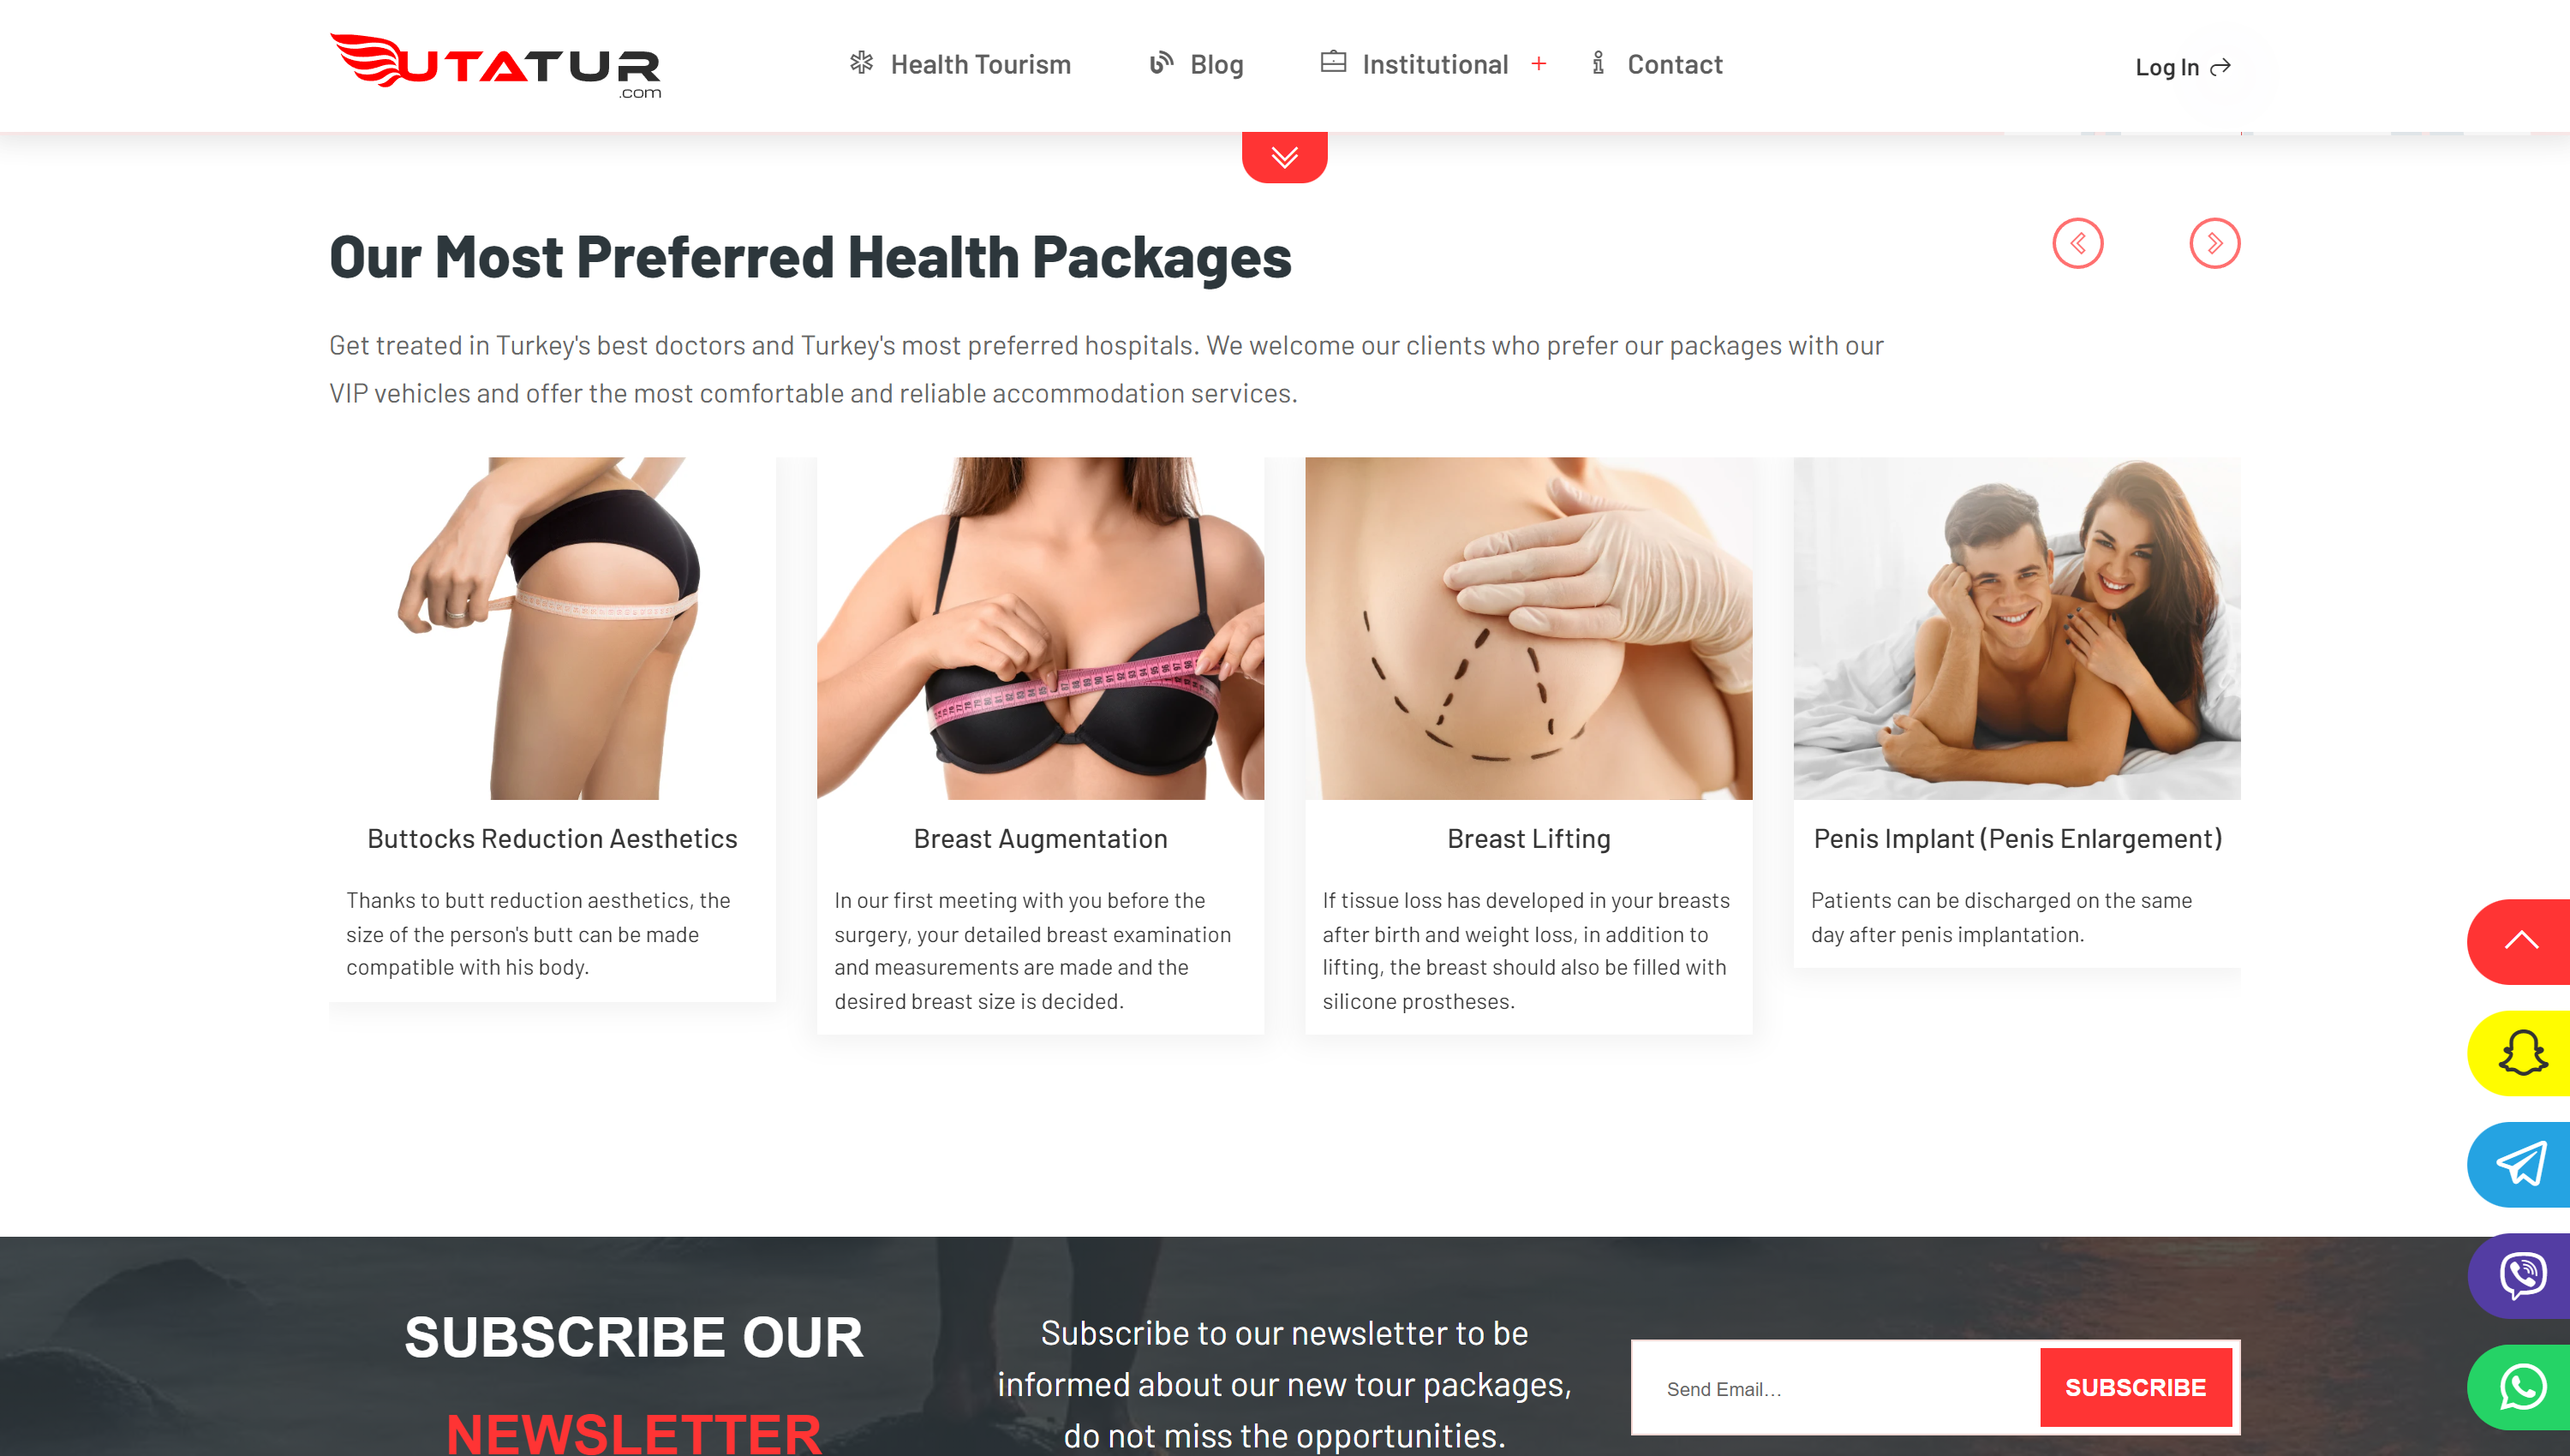 UTATUR
.com
Health Tourism
Blog
Institutional +
Contact
Log In
Our Most Preferred Health Packages
Get treated in Turkey's best doctors and Turkey's most preferred hospitals. We welcome our clients who prefer our packages with our
VIP vehicles and offer the most comfortable and reliable accommodation services.
Buttocks Reduction Aesthetics
Thanks to butt reduction aesthetics, the
size of the person's butt can be made
compatible with his body.
Breast Augmentation
In our first meeting with you before the
surgery, your detailed breast examination
and measurements are made and the
desired breast size is decided.
Breast Lifting
If tissue loss has developed in your breasts
after birth and weight loss, in addition to
lifting, the breast should also be filled with
silicone prostheses.
Penis Implant (Penis Enlargement)
Patients can be discharged on the same
day after penis implantation.
SUBSCRIBE OUR
NEWSLETTER
Subscribe to our newsletter to be
informed about our new tour packages,
do not miss the opportunities.
Send Email...
SUBSCRIBE